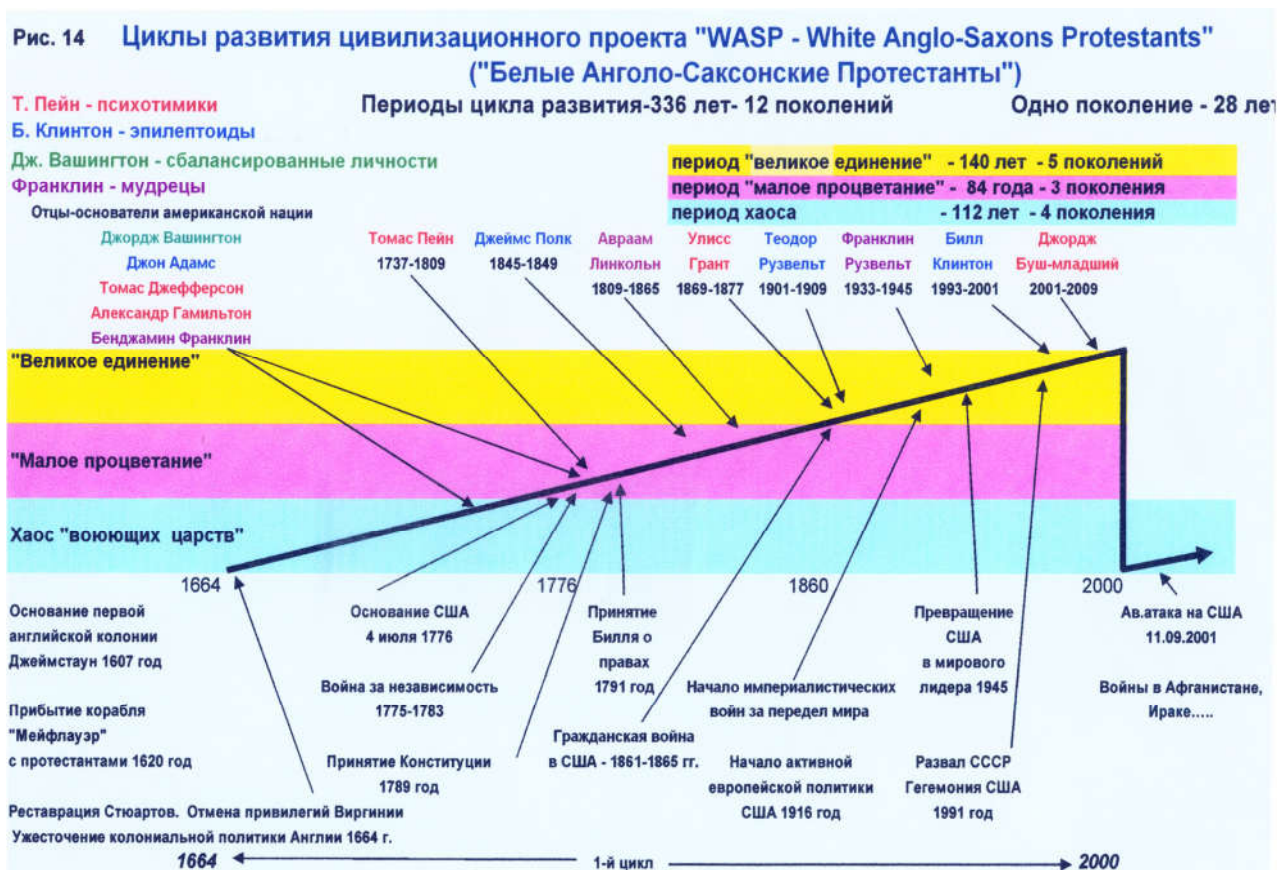 Рис. 14 Циклы развития цивилизационного проекта "WASP - White Anglo-Saxons Protestants"
("Белые Англо-Саксонские Протестанты")
Т. Пейн - психотимики
Периоды цикла развития-336 лет- 12 поколений
Одно поколение - 28 лет
Б. Клинтон - эпилептоиды
Дж. Вашингтон - сбалансированные личности
Франклин - мудрецы
период "великое единение" - 140 лет - 5 поколений
период "малое процветание" - 84 года - 3 поколения
период хаоса - 112 лет - 4 поколения
Отцы-основатели американской нации
Джордж Вашингтон
Джон Адамс
Томас Джефферсон
Александр Гамильтон
Бенджамин Франклин
Томас Пейн
1737-1809
Джеймс Полк
1845-1849
Авраам
Линкольн
1809-1865
Улисс
Грант
1869-1877
Теодор
Рузвельт
1901-1909
Франклин
Рузвельт
1933-1945
Билл
Клинтон
1993-2001
Джордж
Буш-младший
2001-2009
"Великое единение"
"Малое процветание"
Хаос "воюющих царств"
1664
1776
1860
2000
Основание первой
английской колонии
Джеймстаун 1607 год
Прибытие корабля
"Мейфлауэр"
с протестантами 1620 год
Реставрация Стюартов. Отмена привилегий Виргинии
Ужесточение колониальной политики Англии 1664 г.
Основание США
4 июля 1776
Война за независимость
1775-1783
Принятие Конституции
1789 год
Принятие
Билля о
правах
1791 год
Гражданская война
в США - 1861-1865 гг.
Начало империалистических
войн за передел мира
Начало активной
европейской политики
США 1916 год
Превращение
США
в мирового
лидера 1945
Развал СССР
Гегемония США
1991 год
Ав.атака на США
11.09.2001
Войны в Афганистане,
Ираке.....
1664
1-й цикл
2000